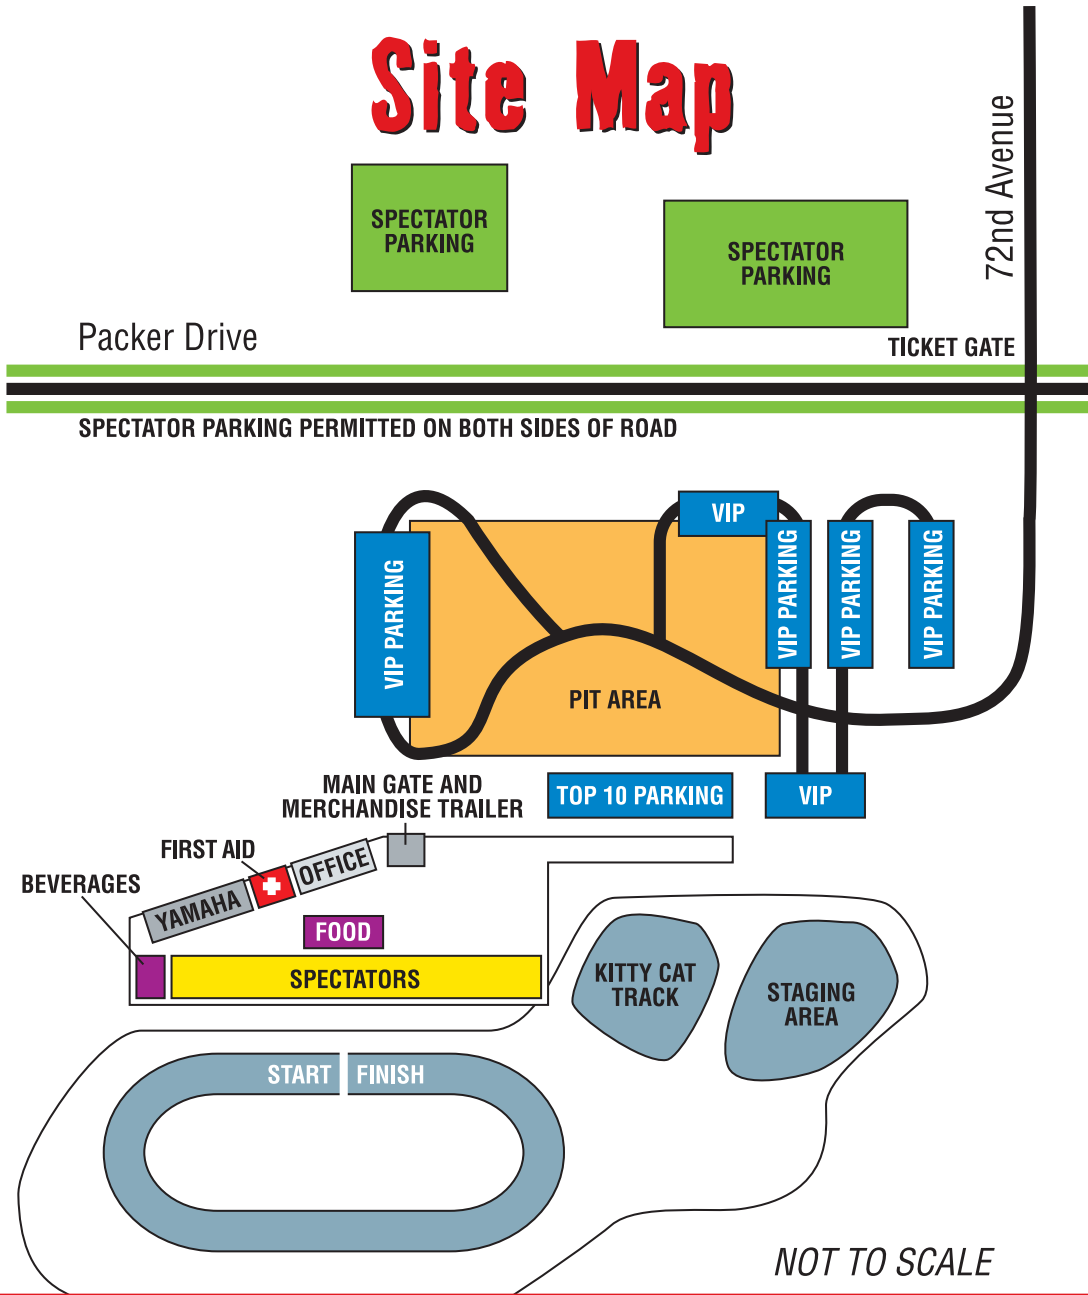 Site Map
72nd Avenue
SPECTATOR
PARKING
SPECTATOR
PARKING
Packer Drive
TICKET GATE
SPECTATOR PARKING PERMITTED ON BOTH SIDES OF ROAD
VIP
VIP PARKING
VIP PARKING
VIP PARKING
VIP PARKING
PIT AREA
TOP 10 PARKING
VIP
MAIN GATE AND
MERCHANDISE TRAILER
FIRST AID
OFFICE
BEVERAGES
YAMAHA
FOOD
SPECTATORS
KITTY CAT
TRACK
STAGING
AREA
START FINISH
NOT TO SCALE